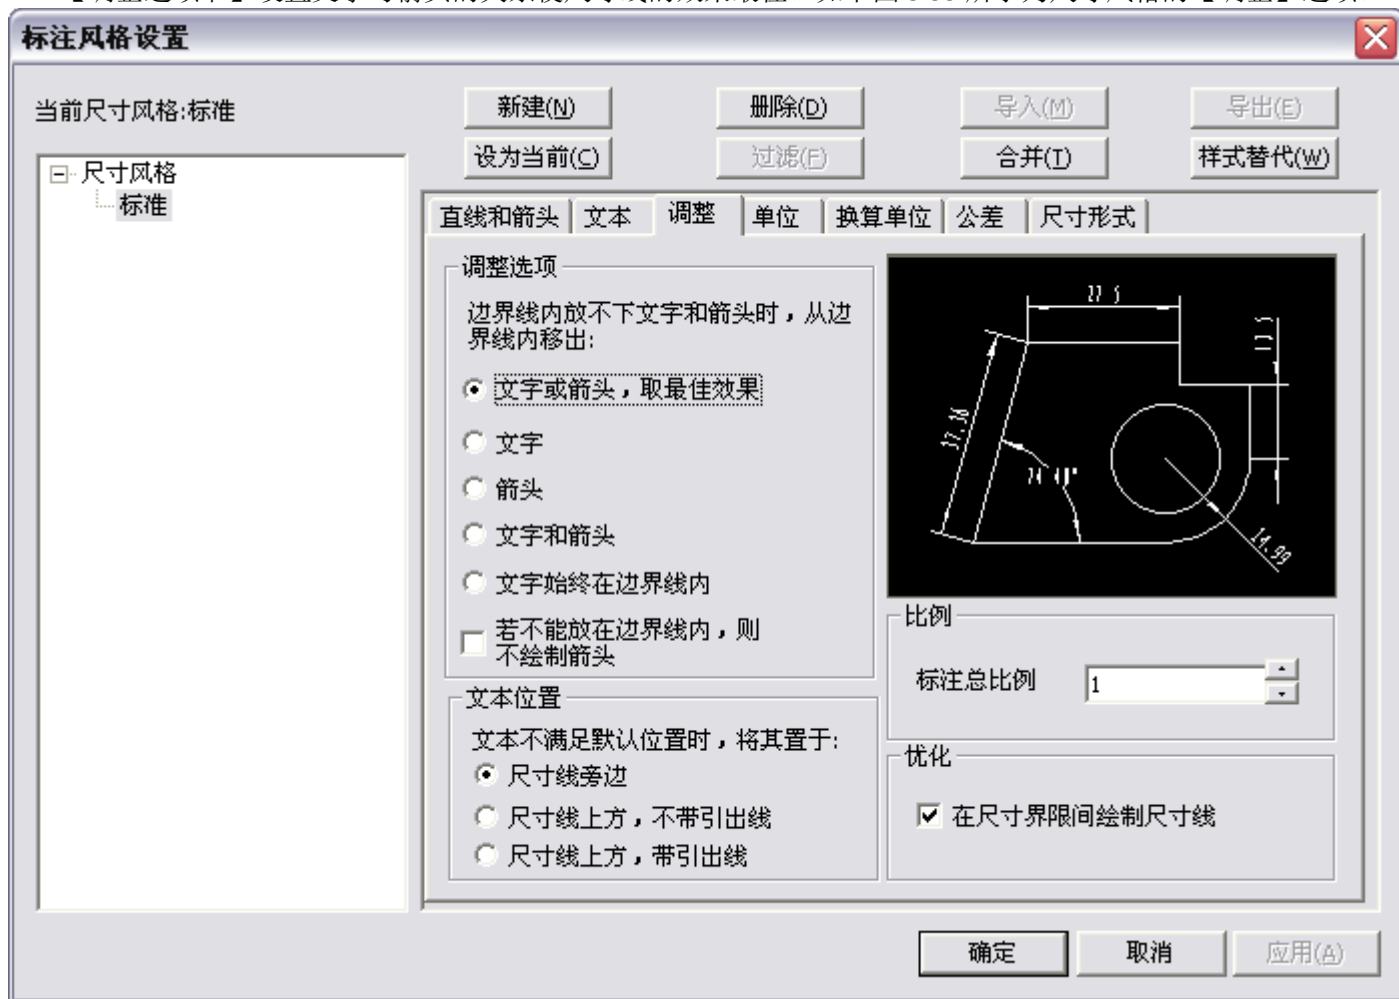 标注风格设置
当前尺寸风格:标准
新建(N)
删除(D)
导入(M)
导出(E)
设为当前(C)
过滤(F)
合并(T)
样式替代(W)
尺寸风格
标准
直线和箭头
文本
调整
单位
换算单位
公差
尺寸形式
调整选项
边界线内放不下文字和箭头时，从边
界线内移出:
文字或箭头，取最佳效果
文字
箭头
文字和箭头
文字始终在边界线内
若不能放在边界线内，则
不绘制箭头
文本位置
文本不满足默认位置时，将其置于:
尺寸线旁边
尺寸线上方，不带引出线
尺寸线上方，带引出线
14.99
比例
标注总比例
1
优化
在尺寸界限间绘制尺寸线
确定
取消
应用(A)